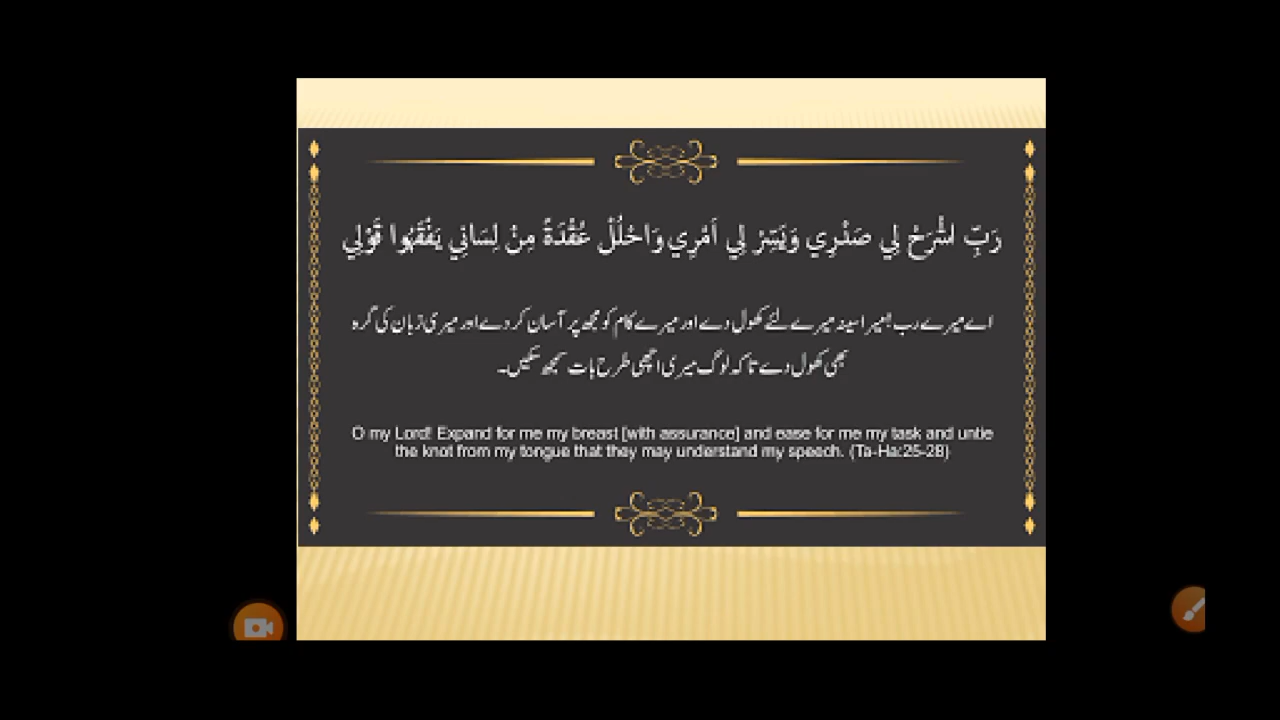 رَبِّ اشْرَحْ لِي صَدْرِي وَيَسِّرْ لِي أَمْرِي وَاحْلُلْ عُقْدَةً مِنْ لِسَانِي يَفْقَهُوا قَوْلِي
اے میرے رب !میرا سینہ میرے لئے کھول دے اور میرے کام کو مجھ پر آسان کر دے اور میری زبان کی گرہ
بھی کھول دے تاکہ لوگ میری اچھی طرح بات سمجھ سکیں۔
O my Lord! Expand for me my breast [with assurance] and ease for me my task and untie
the knot from my tongue that they may understand my speech. (Ta-Ha:25-28)